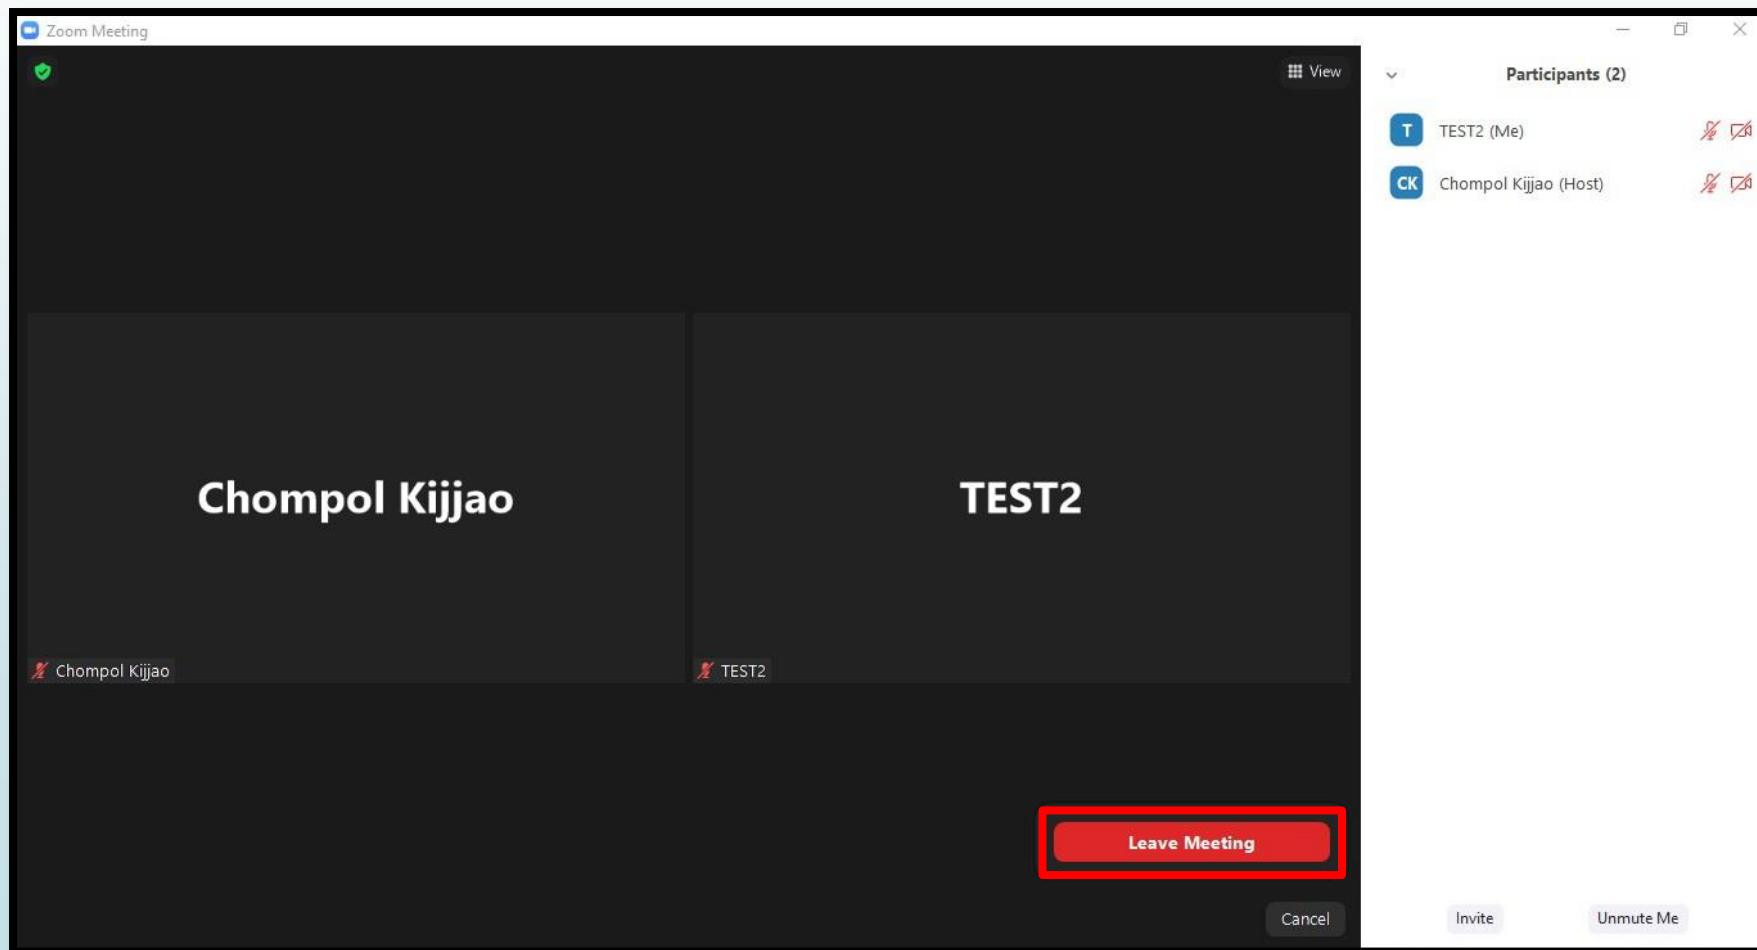 Zoom Meeting
View
Participants (2)
T TEST2 (Me)
CK Chompol Kijjao (Host)
Chompol Kijjao
TEST2
Chompol Kijjao
TEST2
Leave Meeting
Cancel
Invite
Unmute Me